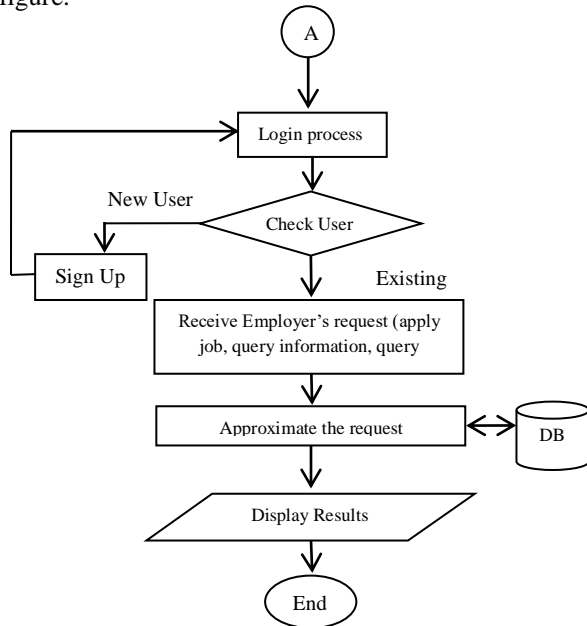 figure.
A
Login process
New User
Check User
Sign Up
Existing
Receive Employer’s request (apply
job, query information, query
Approximate the request
DB
Display Results
End